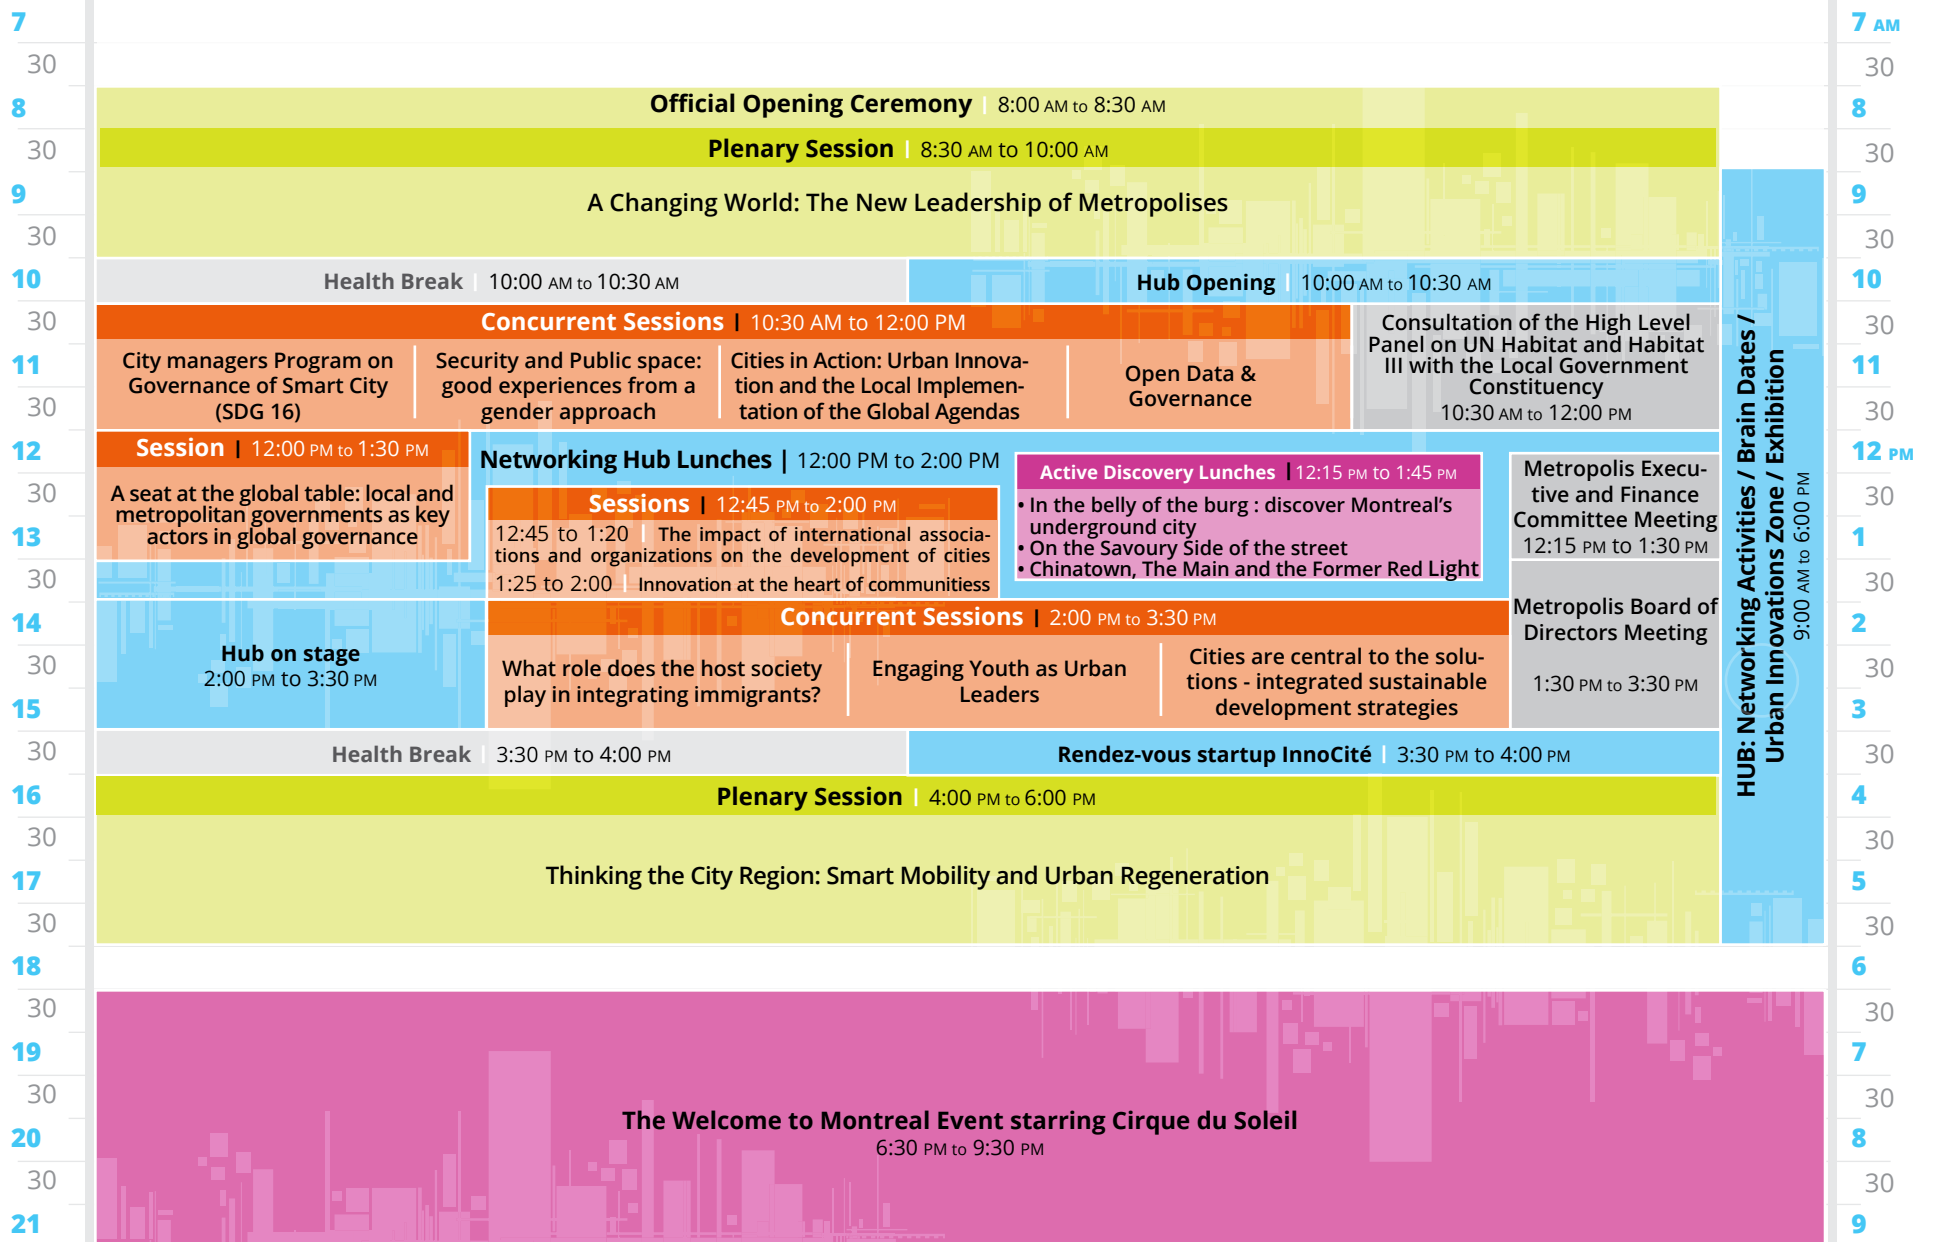 7
30
8
30
9
30
10
30
11
30
12
30
13
30
14
30
15
30
16
30
17
30
18
30
19
30
20
30
21
Official Opening Ceremony | 8:00 AM to 8:30 AM
Plenary Session | 8:30 AM to 10:00 AM
A Changing World: The New Leadership of Metropolises
Health Break | 10:00 AM to 10:30 AM
Hub Opening | 10:00 AM to 10:30 AM
Concurrent Sessions | 10:30 AM to 12:00 PM
City managers Program on
Governance of Smart City
(SDG 16)
Security and Public space:
good experiences from a
gender approach
Cities in Action: Urban Innova-
tion and the Local Implemen-
tation of the Global Agendas
Open Data &
Governance
Consultation of the High Level
Panel on UN Habitat and Habitat
III with the Local Government
Constituency
10:30 AM to 12:00 PM
Session | 12:00 PM to 1:30 PM
A seat at the global table: local and
metropolitan governments as key
actors in global governance
Networking Hub Lunches | 12:00 PM to 2:00 PM
Sessions | 12:45 PM to 2:00 PM
12:45 to 1:20 | The impact of international associa-
tions and organizations on the development of cities
1:25 to 2:00 | Innovation at the heart of communitiess
Active Discovery Lunches | 12:15 PM to 1:45 PM
• In the belly of the burg : discover Montreal's
underground city
• On the Savoury Side of the street
• Chinatown, The Main and the Former Red Light
Metropolis Execu-
tive and Finance
Committee Meeting
12:15 PM to 1:30 PM
Metropolis Board of
Directors Meeting
1:30 PM to 3:30 PM
Hub on stage
2:00 PM to 3:30 PM
Concurrent Sessions | 2:00 PM to 3:30 PM
What role does the host society
play in integrating immigrants?
Engaging Youth as Urban
Leaders
Cities are central to the solu-
tions - integrated sustainable
development strategies
Health Break | 3:30 PM to 4:00 PM
Rendez-vous startup InnoCité | 3:30 PM to 4:00 PM
Plenary Session | 4:00 PM to 6:00 PM
Thinking the City Region: Smart Mobility and Urban Regeneration
HUB: Networking Activities / Brain Dates /
Urban Innovations Zone / Exhibition
9:00 AM to 6:00 PM
The Welcome to Montreal Event starring Cirque du Soleil
6:30 PM to 9:30 PM
7 AM
30
8
30
9
30
10
30
11
30
12 PM
30
1
30
2
30
3
30
4
30
5
30
6
30
7
30
8
30
9